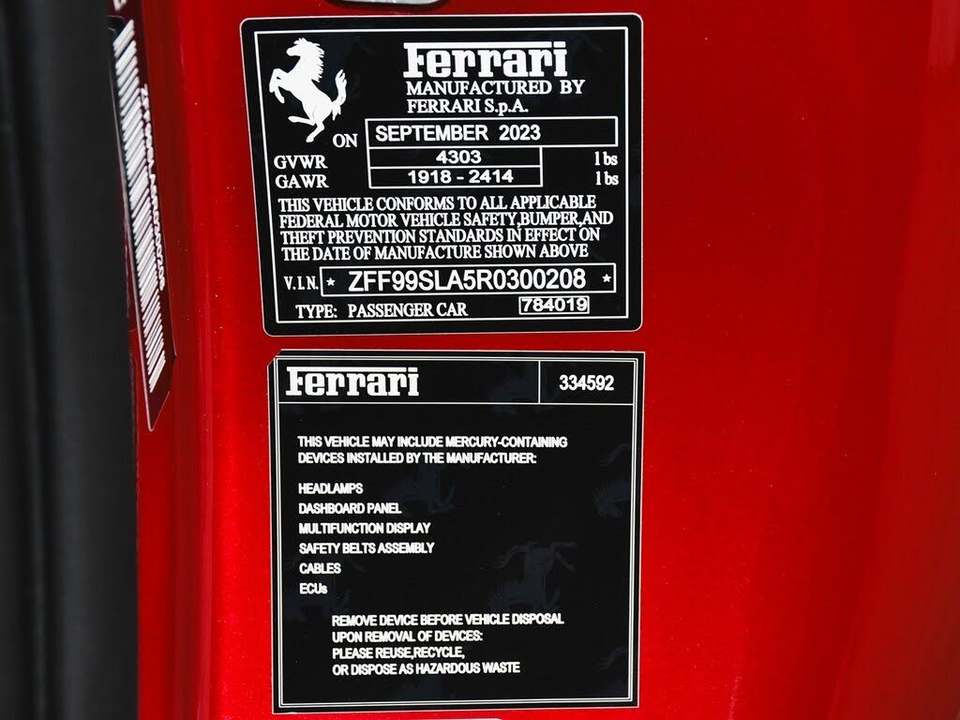 Ferrari
MANUFACTURED BY
FERRARI S.p.A.
ON SEPTEMBER 2023
GVWR 4303 lbs
GAWR 1918 - 2414 lbs
THIS VEHICLE CONFORMS TO ALL APPLICABLE
FEDERAL MOTOR VEHICLE SAFETY,BUMPER,AND
THEFT PREVENTION STANDARDS IN EFFECT ON
THE DATE OF MANUFACTURE SHOWN ABOVE
V.I.N. * ZFF99SLA5R0300208 *
TYPE: PASSENGER CAR 784019
Ferrari 334592
THIS VEHICLE MAY INCLUDE MERCURY-CONTAINING
DEVICES INSTALLED BY THE MANUFACTURER:
HEADLAMPS
DASHBOARD PANEL
MULTIFUNCTION DISPLAY
SAFETY BELTS ASSEMBLY
CABLES
ECUs
REMOVE DEVICE BEFORE VEHICLE DISPOSAL
UPON REMOVAL OF DEVICES:
PLEASE REUSE,RECYCLE,
OR DISPOSE AS HAZARDOUS WASTE